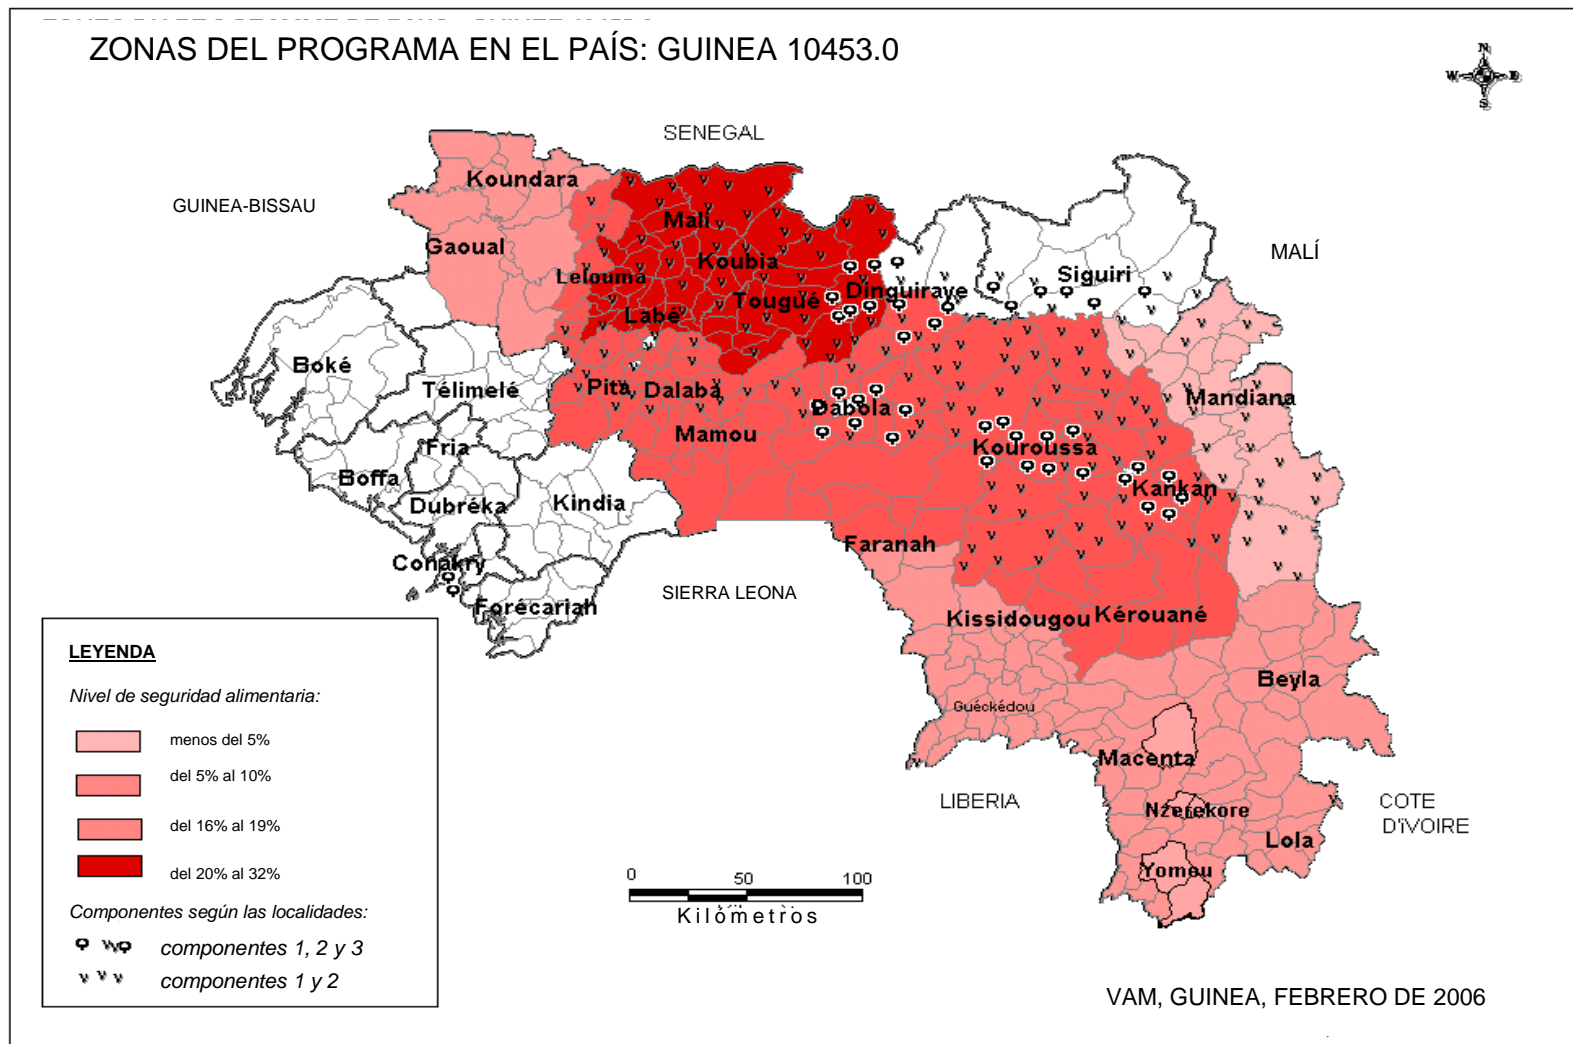 ZONAS DEL PROGRAMA EN EL PAÍS: GUINEA 10453.0
N
W E
S
SENEGAL
GUINEA-BISSAU
MALÍ
Koundara
Mali
Gaoual
Koubia
Siguiri
Lelouma
Dinguiraye
Tougué
Labé
Boké
Télimelé
Pita
Dalaba
Mandiana
Dabola
Mamou
Fria
Kouroussa
Boffa
Kankan
Dubréka
Kindia
Faranah
Conakry
SIERRA LEONA
Forécariah
Kissidougou
Kérouané
Beyla
Guéckédou
Macenta
LIBERIA
Nzerekore
COTE
D'IVOIRE
Lola
Yomou
LEYENDA
Nivel de seguridad alimentaria:
menos del 5%
del 5% al 10%
del 16% al 19%
del 20% al 32%
Componentes según las localidades:
componentes 1, 2 y 3
componentes 1 y 2
0 50 100
Kilómetros
VAM, GUINEA, FEBRERO DE 2006